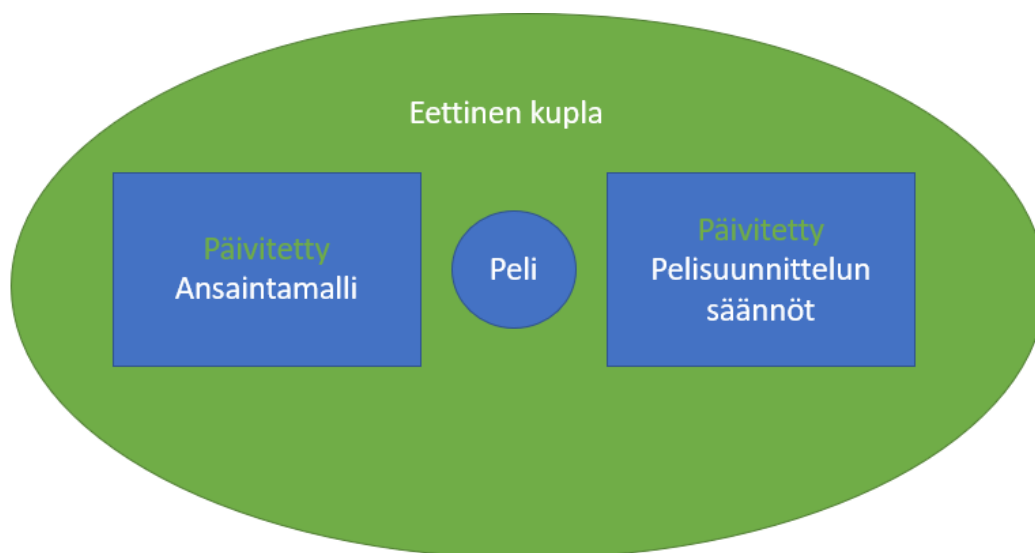 Eettinen kupla
Päivitetty
Ansaintamalli
Peli
Päivitetty
Pelisuunnittelun
säännöt